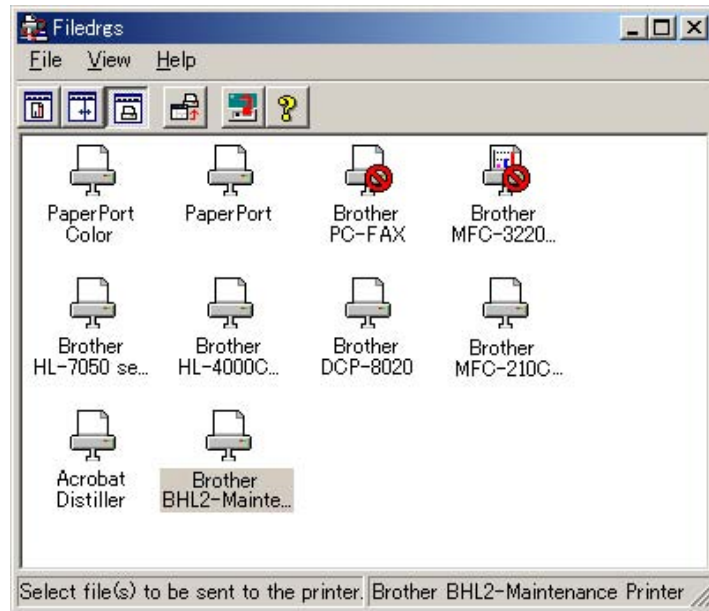 Filedrgs
File View Help
PaperPort
Color
PaperPort
Brother
PC-FAX
Brother
MFC-3220...
Brother
HL-7050 se...
Brother
HL-4000C...
Brother
DCP-8020
Brother
MFC-210C...
Acrobat
Distiller
Brother
BHL2-Mainte...
Select file(s) to be sent to the printer. Brother BHL2-Maintenance Printer